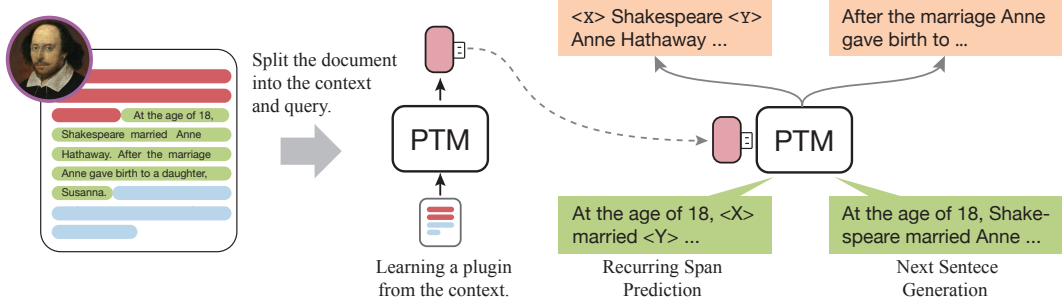 At the age of 18,
Shakespeare married Anne
Hathaway. After the marriage
Anne gave birth to a daughter,
Susanna.
Split the document
into the context
and query.
PTM
Learning a plugin
from the context.
<X> Shakespeare <Y>
Anne Hathaway ...
After the marriage Anne
gave birth to ...
PTM
At the age of 18, <X>
married <Y> ...
At the age of 18, Shake-
speare married Anne ...
Recurring Span
Prediction
Next Sentece
Generation